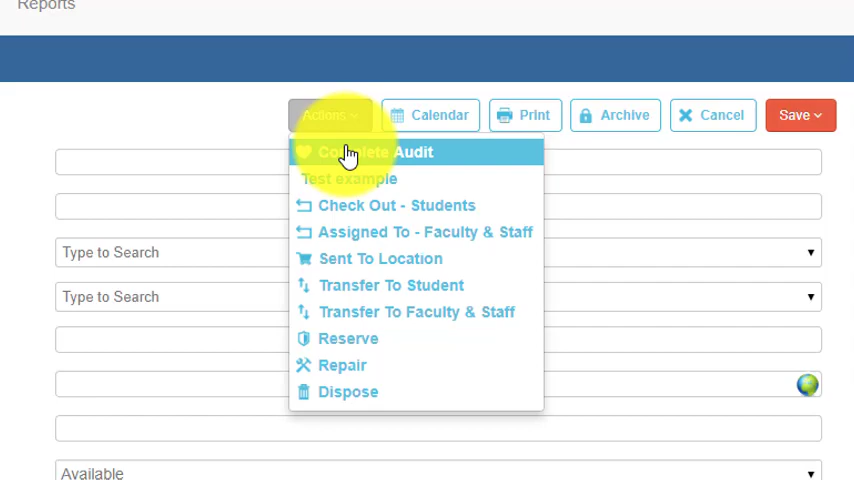 Reports
Actions Calendar Print Archive Cancel Save
Complete Audit
Test example
Check Out - Students
Type to Search
Assigned To - Faculty & Staff
Sent To Location
Type to Search
Transfer To Student
Transfer To Faculty & Staff
Reserve
Repair
Dispose
Available